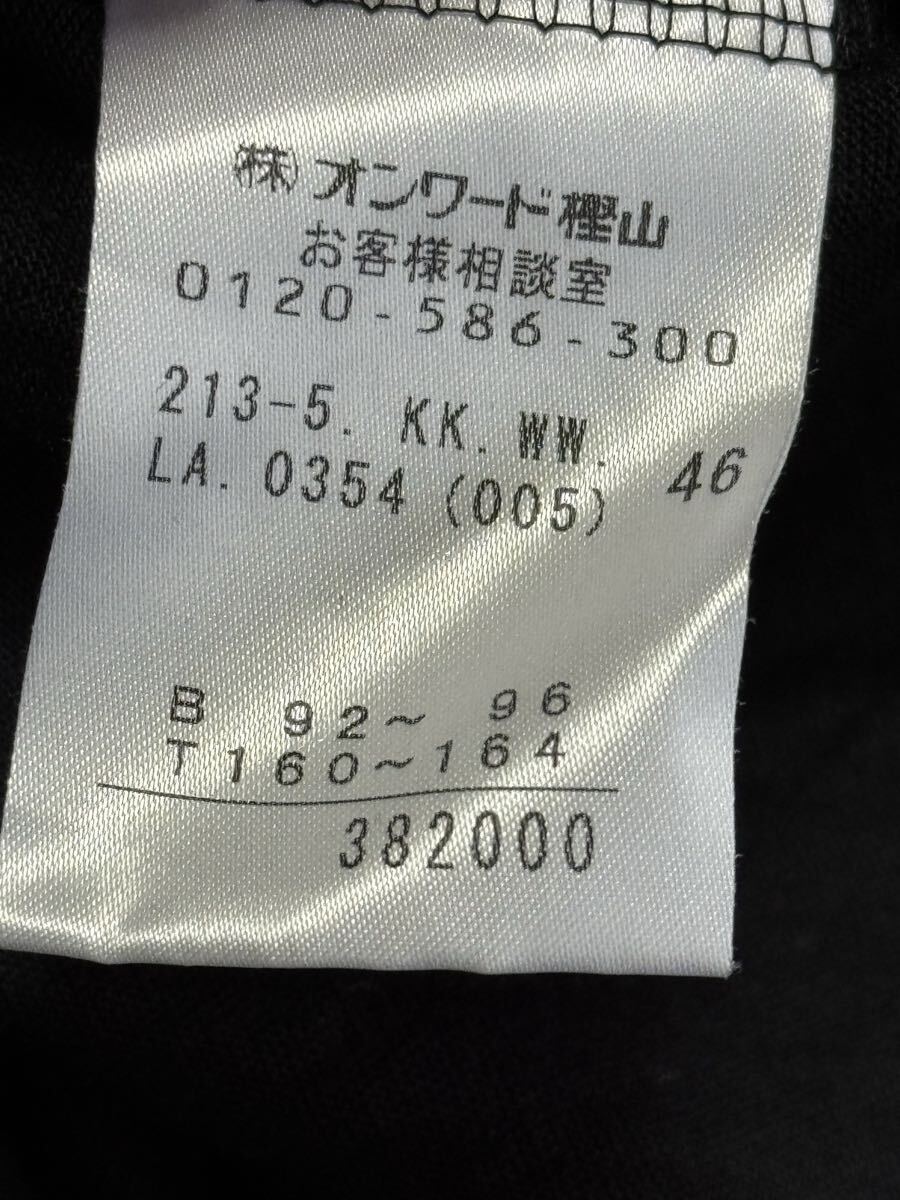 ㈱オンワード樫山
お客様相談室
0120-586-300
213-5. KK. WW.
LA. 0354 (005) 46
B 92~ 96
T 160~164
382000